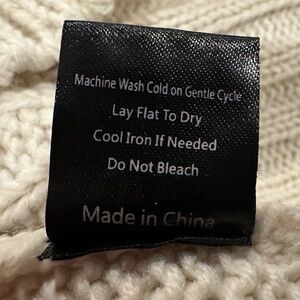 Machine Wash Cold on Gentle Cycle
Lay Flat To Dry
Cool Iron If Needed
Do Not Bleach
Made in China